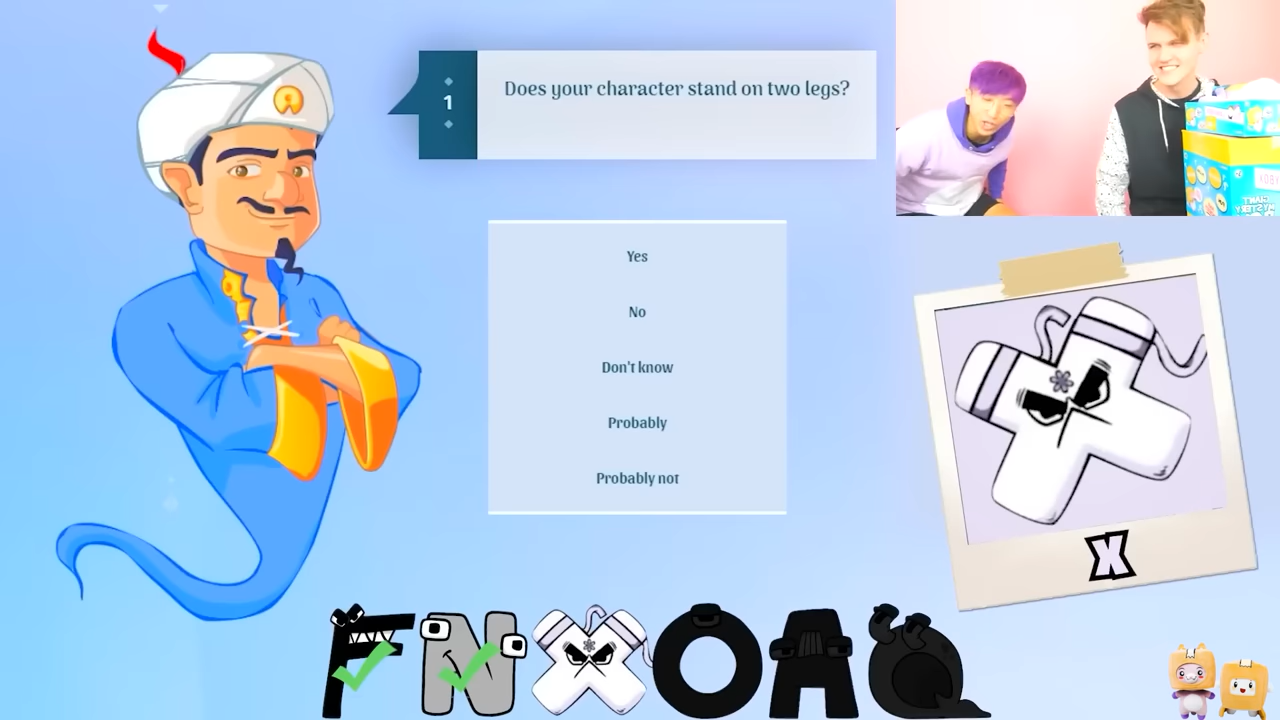 1
Does your character stand on two legs?
Yes
No
Don't know
Probably
Probably not
X
F N X O A Q